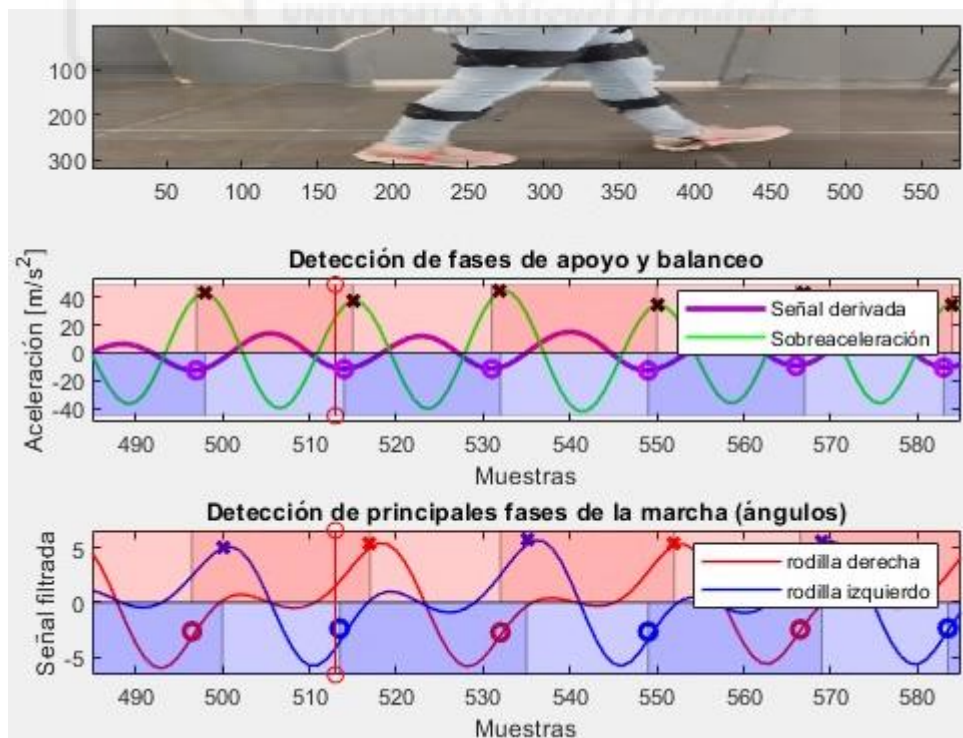 UNIVERSITAS Miguel Hernández
100
200
300
50 100 150 200 250 300 350 400 450 500 550
Detección de fases de apoyo y balanceo
Aceleración [m/s²]
40
20
0
-20
-40
Señal derivada
Sobreaceleración
490 500 510 520 530 540 550 560 570 580
Muestras
Detección de principales fases de la marcha (ángulos)
Señal filtrada
5
0
-5
rodilla derecha
rodilla izquierdo
490 500 510 520 530 540 550 560 570 580
Muestras